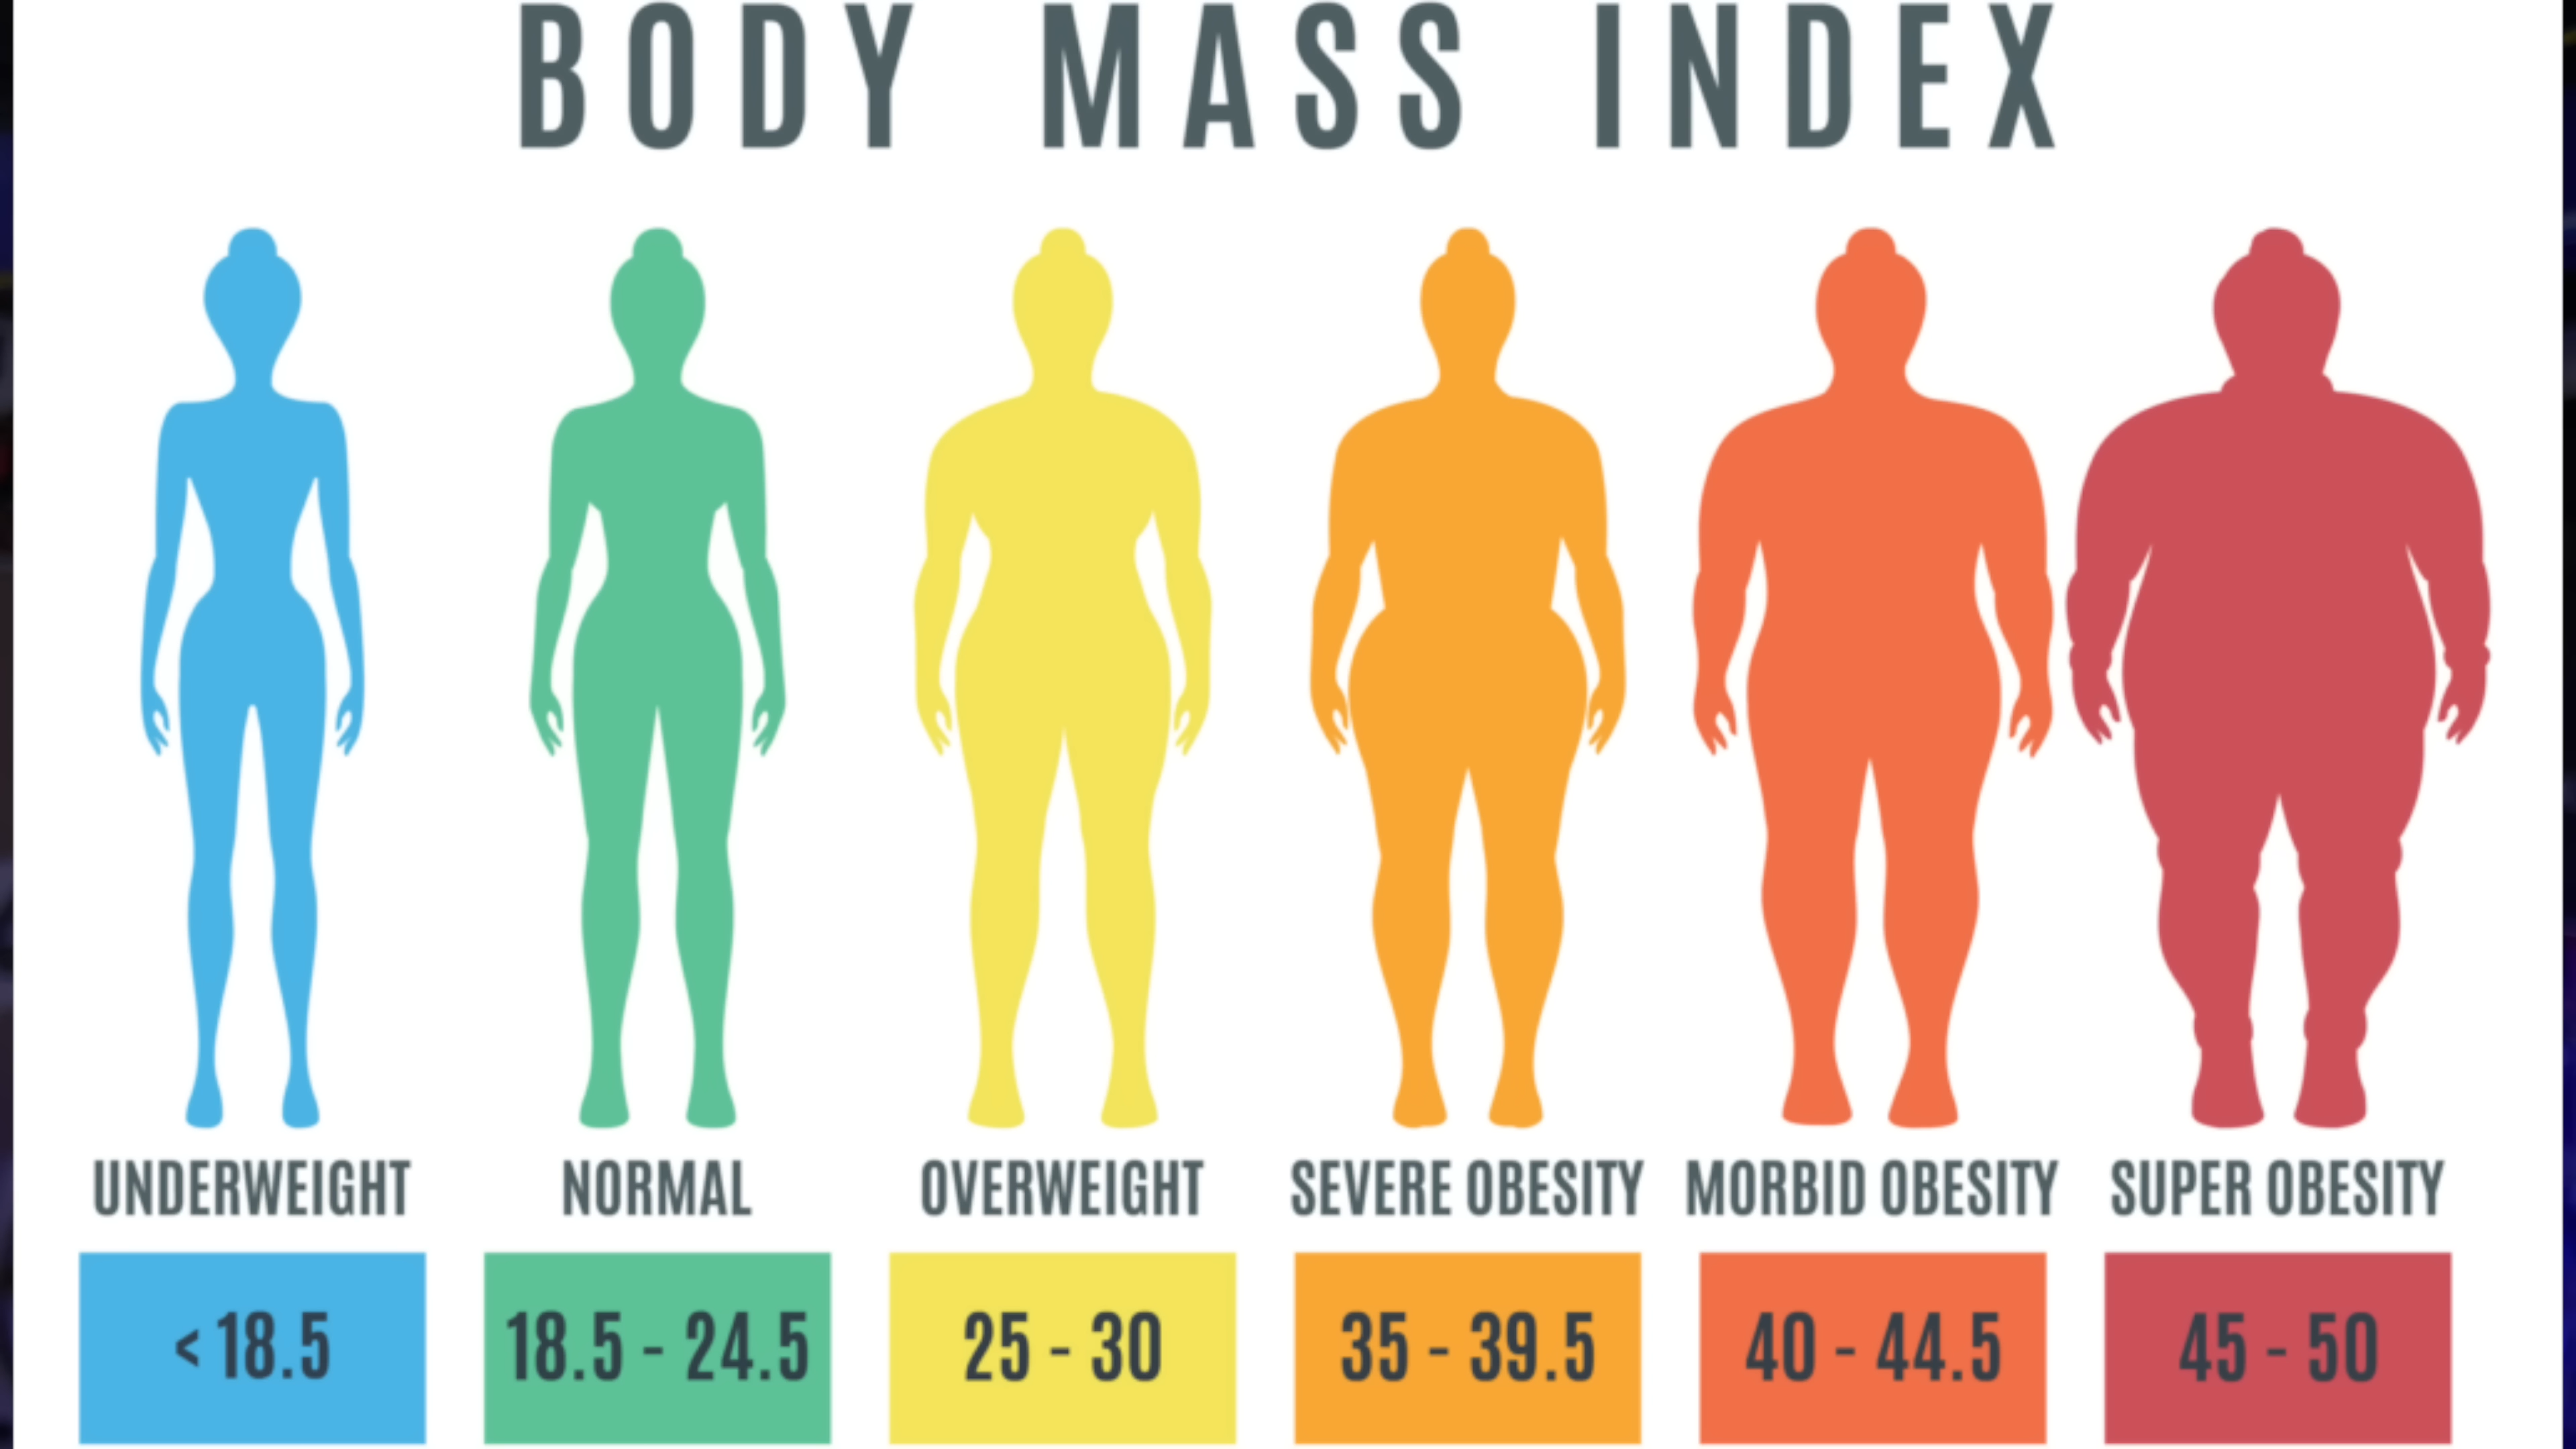 BODY MASS INDEX
UNDERWEIGHT NORMAL OVERWEIGHT SEVERE OBESITY MORBID OBESITY SUPER OBESITY
< 18.5 18.5 - 24.5 25 - 30 35 - 39.5 40 - 44.5 45 - 50